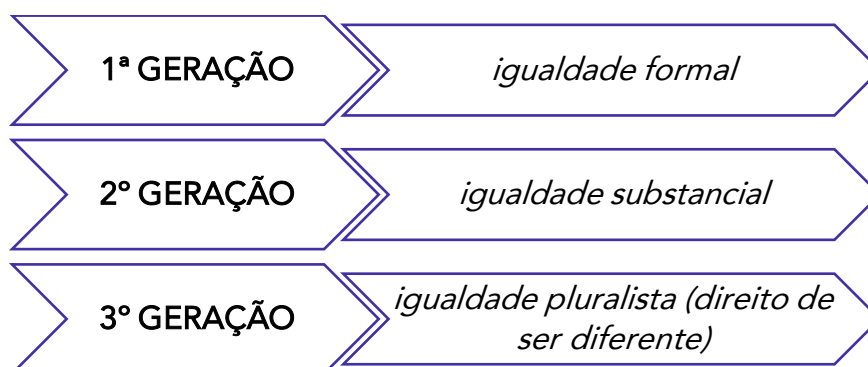 1ª GERAÇÃO
igualdade formal
2º GERAÇÃO
igualdade substancial
3º GERAÇÃO
igualdade pluralista (direito de
ser diferente)